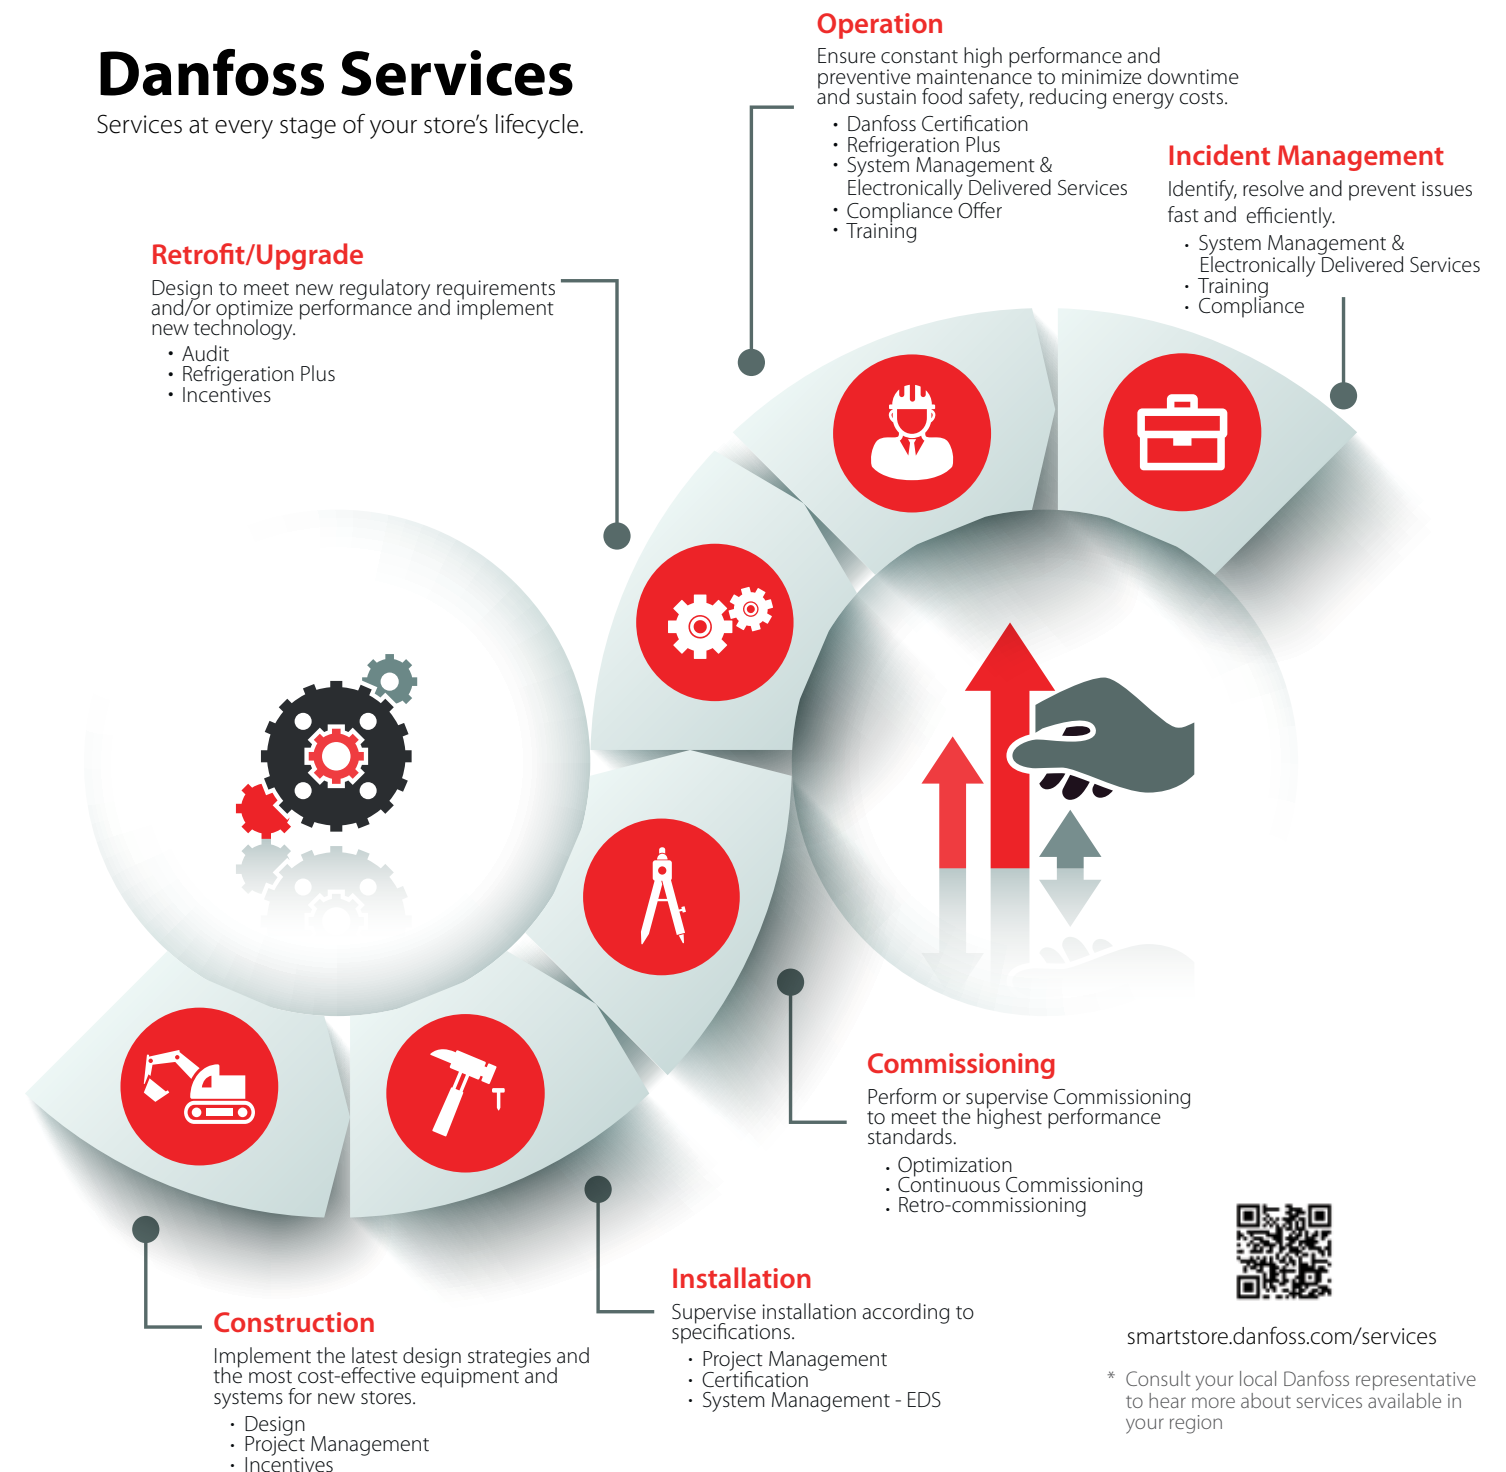 Danfoss Services
Services at every stage of your store's lifecycle.
Operation
Ensure constant high performance and
preventive maintenance to minimize downtime
and sustain food safety, reducing energy costs.
• Danfoss Certification
• Refrigeration Plus
• System Management &
Electronically Delivered Services
• Compliance Offer
• Training
Incident Management
Identify, resolve and prevent issues
fast and efficiently.
• System Management &
Electronically Delivered Services
• Training
• Compliance
Retrofit/Upgrade
Design to meet new regulatory requirements
and/or optimize performance and implement
new technology.
• Audit
• Refrigeration Plus
• Incentives
Commissioning
Perform or supervise Commissioning
to meet the highest performance
standards.
• Optimization
• Continuous Commissioning
• Retro-commissioning
Installation
Supervise installation according to
specifications.
• Project Management
• Certification
• System Management - EDS
Construction
Implement the latest design strategies and
the most cost-effective equipment and
systems for new stores.
• Design
• Project Management
• Incentives
smartstore.danfoss.com/services
* Consult your local Danfoss representative
to hear more about services available in
your region